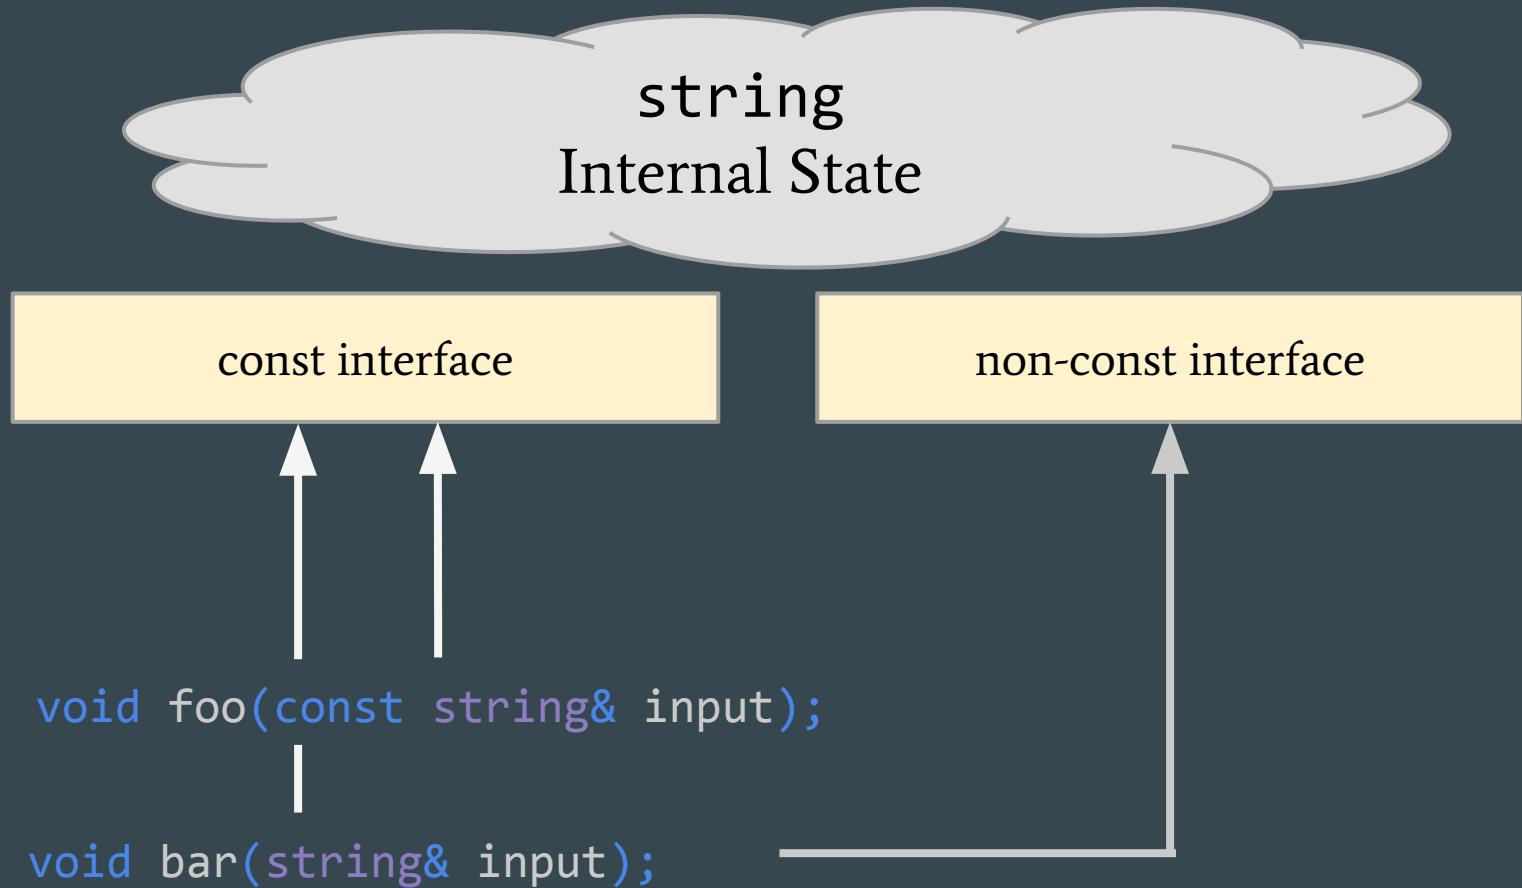 string
Internal State
const interface
non-const interface
void foo(const string& input);
void bar(string& input);